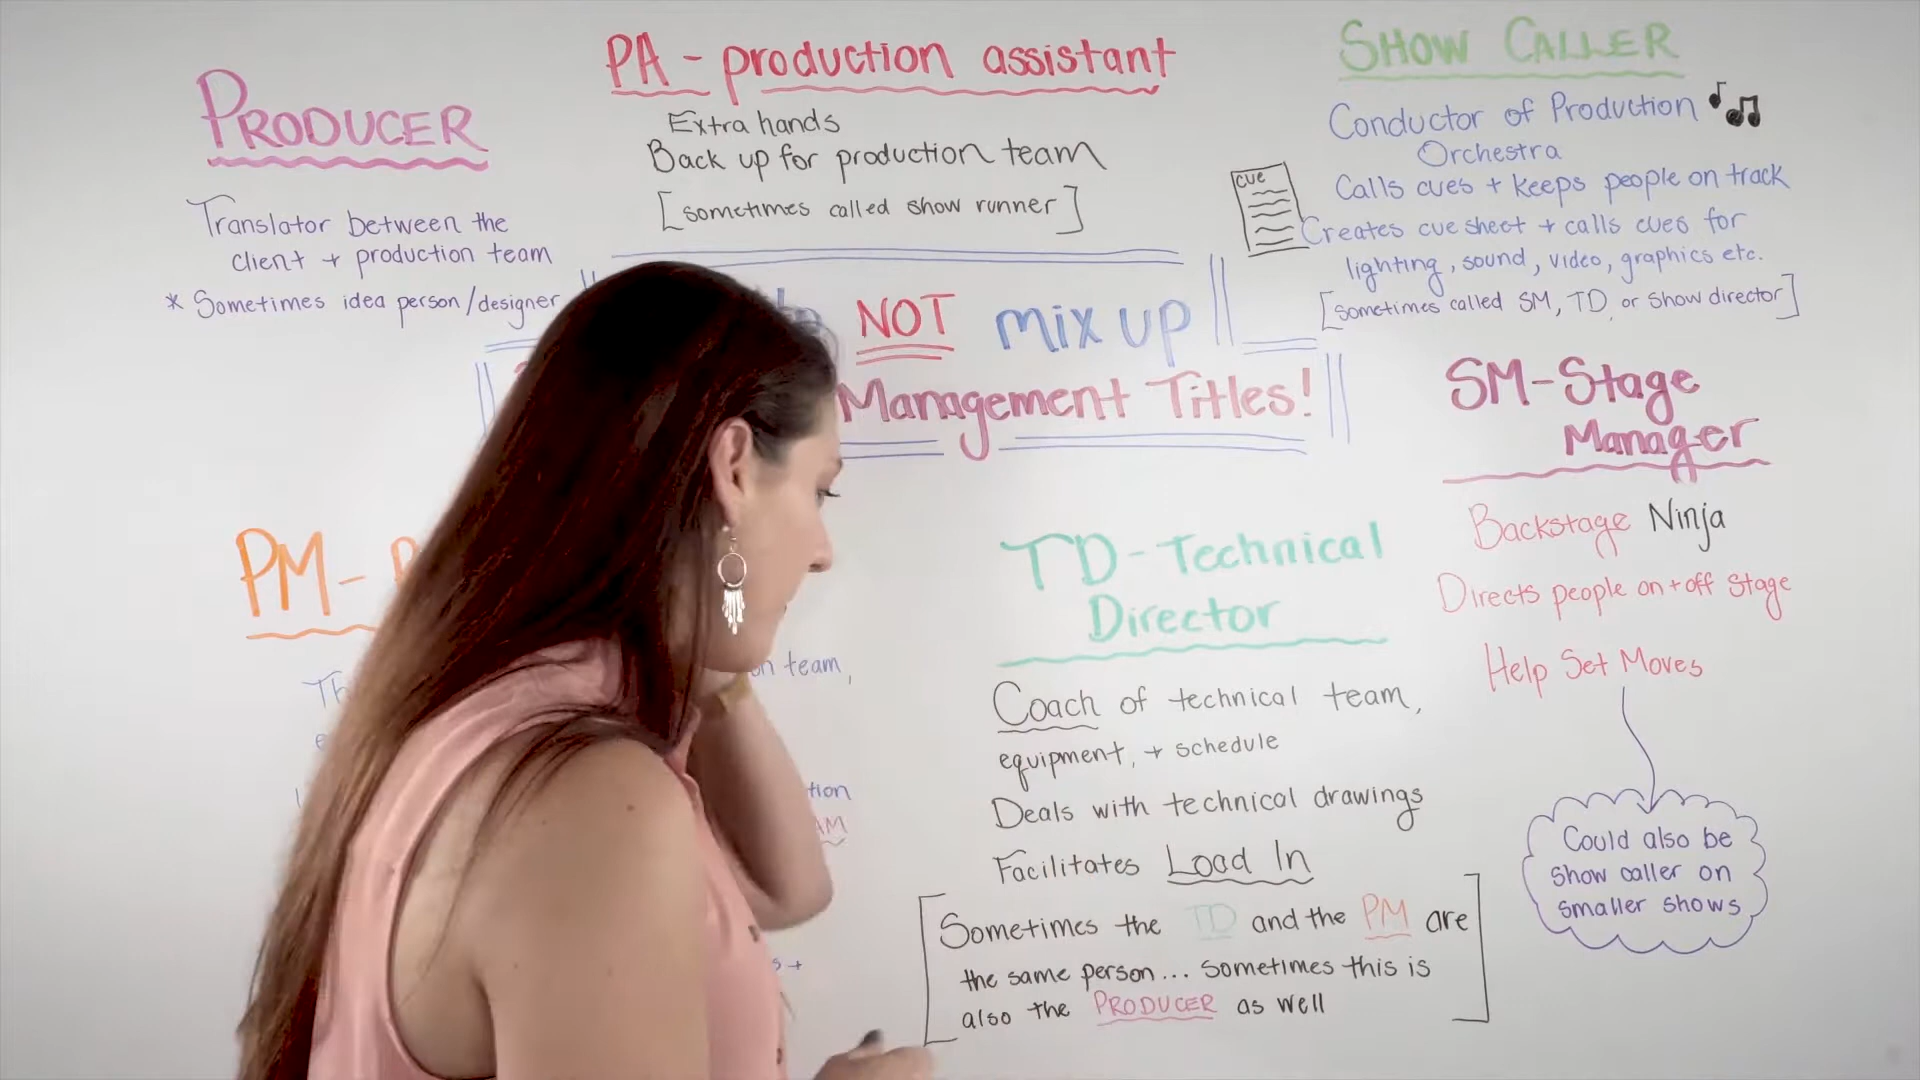 PRODUCER
Translator between the
client + production team
* Sometimes idea person/designer
PA - production assistant
Extra hands
Back up for production team
[sometimes called show runner]
SHOW CALLER
Conductor of Production
Orchestra
Calls cues + keeps people on track
cue
Creates cue sheet + calls cues for
lighting, sound, video, graphics etc.
[sometimes called SM, TD, or show director]
NOT mix up
Management Titles!
SM-Stage
Manager
Backstage Ninja
Directs people on + off stage
Help Set Moves
Could also be
show caller on
smaller shows
PM-
team,
TD-Technical
Director
Coach of technical team,
equipment, + schedule
Deals with technical drawings
Facilitates Load In
[Sometimes the TD and the PM are
the same person... sometimes this is
also the PRODUCER as well]